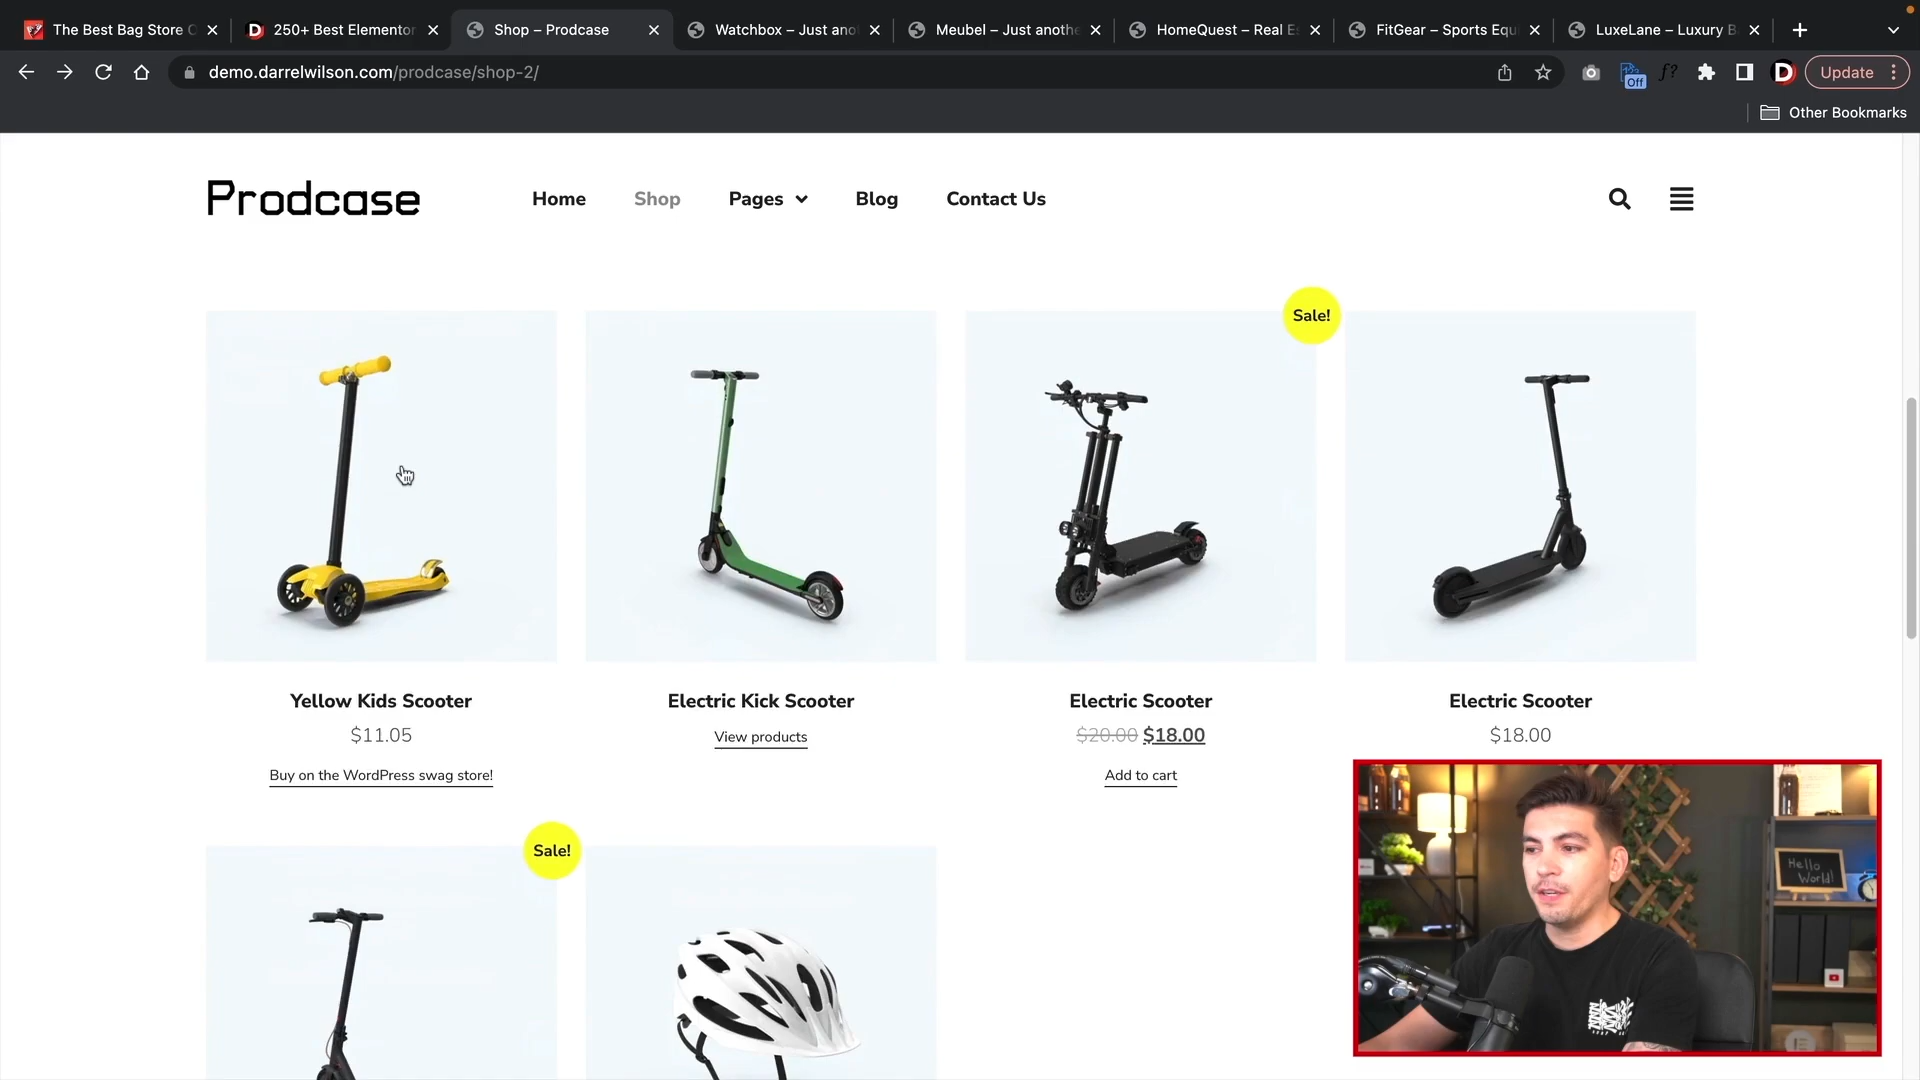 The Best Bag Store
250+ Best Elementor
Shop – Prodcase
Watchbox – Just ano
Meubel – Just anothe
HomeQuest – Real Es
FitGear – Sports Equ
LuxeLane – Luxury B
demo.darrelwilson.com/prodcase/shop-2/
Off
f?
D
Update
Other Bookmarks
Prodcase
Home
Shop
Pages
Blog
Contact Us
Sale!
Yellow Kids Scooter
$11.05
Buy on the WordPress swag store!
Electric Kick Scooter
View products
Electric Scooter
$20.00 $18.00
Add to cart
Electric Scooter
$18.00
Sale!
Hello
World!